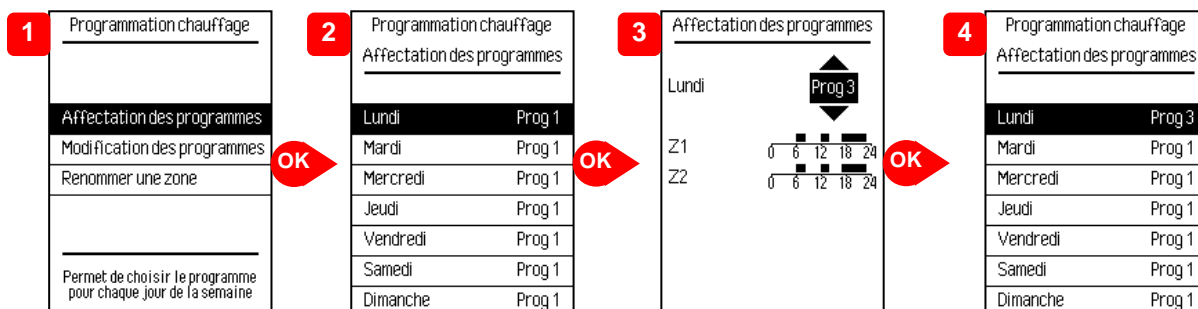 1
Programmation chauffage
Affectation des programmes
Modification des programmes
Renommer une zone
Permet de choisir le programme
pour chaque jour de la semaine
OK
2
Programmation chauffage
Affectation des programmes
Lundi Prog 1
Mardi Prog 1
Mercredi Prog 1
Jeudi Prog 1
Vendredi Prog 1
Samedi Prog 1
Dimanche Prog 1
OK
3
Affectation des programmes
Lundi Prog 3
Z1
0 6 12 18 24
Z2
0 6 12 18 24
OK
4
Programmation chauffage
Affectation des programmes
Lundi Prog 3
Mardi Prog 1
Mercredi Prog 1
Jeudi Prog 1
Vendredi Prog 1
Samedi Prog 1
Dimanche Prog 1